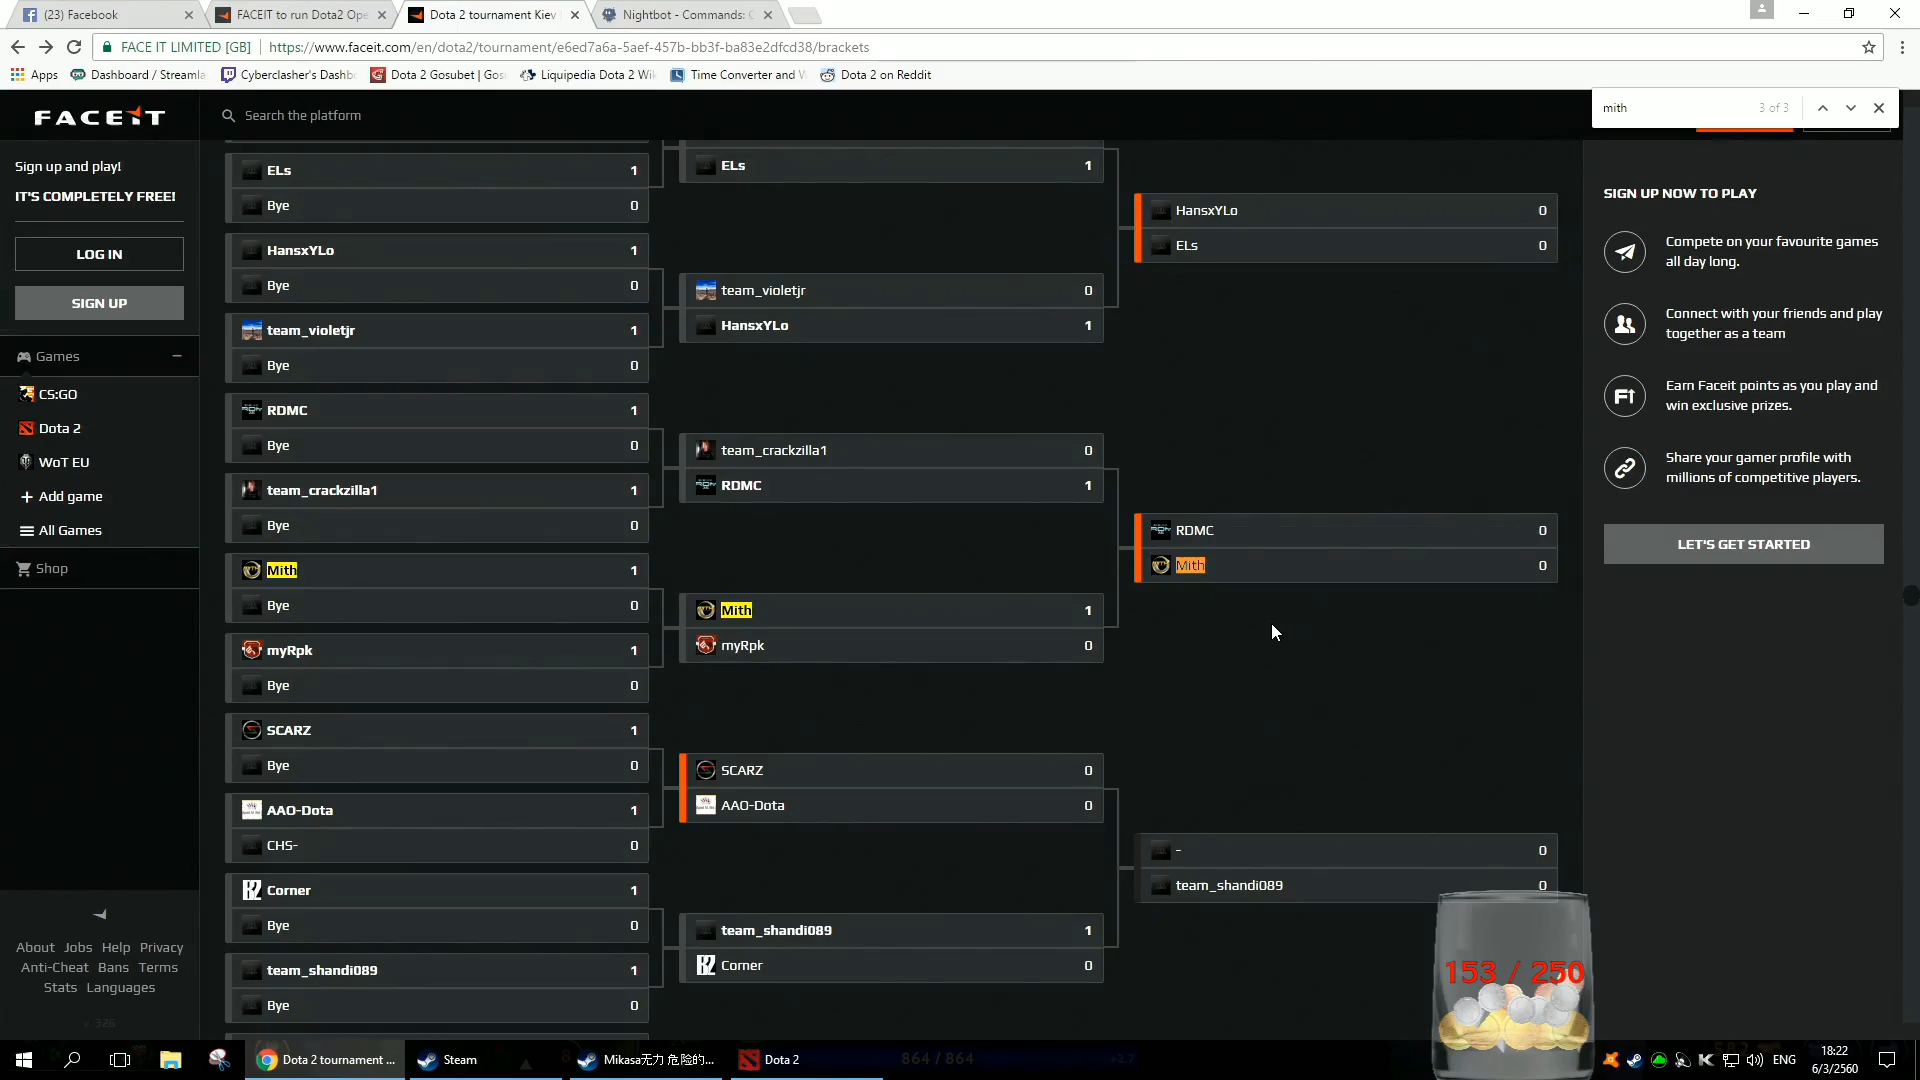 (23) Facebook
FACEIT to run Dota2 Ope
Dota 2 tournament Kiev
Nightbot - Commands: C
FACE IT LIMITED [GB]
https://www.faceit.com/en/dota2/tournament/e6ed7a6a-5aef-457b-bb3f-ba83e2dfcd38/brackets
Apps
Dashboard / Streamla
Cyberclasher's Dashb
Dota 2 Gosubet | Gos
Liquipedia Dota 2 Wik
Time Converter and W
Dota 2 on Reddit
FACEIT
Search the platform
mith
3 of 3
Sign up and play!
IT'S COMPLETELY FREE!
LOG IN
SIGN UP
Games
CS:GO
Dota 2
WoT EU
Add game
All Games
Shop
About Jobs Help Privacy
Anti-Cheat Bans Terms
Stats Languages
v. 326
ELs 1
Bye 0
HansxYLo 1
Bye 0
team_violetjr 1
Bye 0
RDMC 1
Bye 0
team_crackzilla1 1
Bye 0
Mith 1
Bye 0
myRpk 1
Bye 0
SCARZ 1
Bye 0
AAO-Dota 1
CHS- 0
Corner 1
Bye 0
team_shandi089 1
Bye 0
ELs 1
team_violetjr 0
HansxYLo 1
team_crackzilla1 0
RDMC 1
Mith 1
myRpk 0
SCARZ 0
AAO-Dota 0
team_shandi089 1
Corner 0
HansxYLo 0
ELs 0
RDMC 0
Mith 0
- 0
team_shandi089 0
SIGN UP NOW TO PLAY
Compete on your favourite games
all day long.
Connect with your friends and play
together as a team
Earn Faceit points as you play and
win exclusive prizes.
Share your gamer profile with
millions of competitive players.
LET'S GET STARTED
153 / 250
Dota 2 tournament ...
Steam
Mikasa无力 危险的...
Dota 2
864 / 864
+2.7
ENG
18:22
6/3/2560